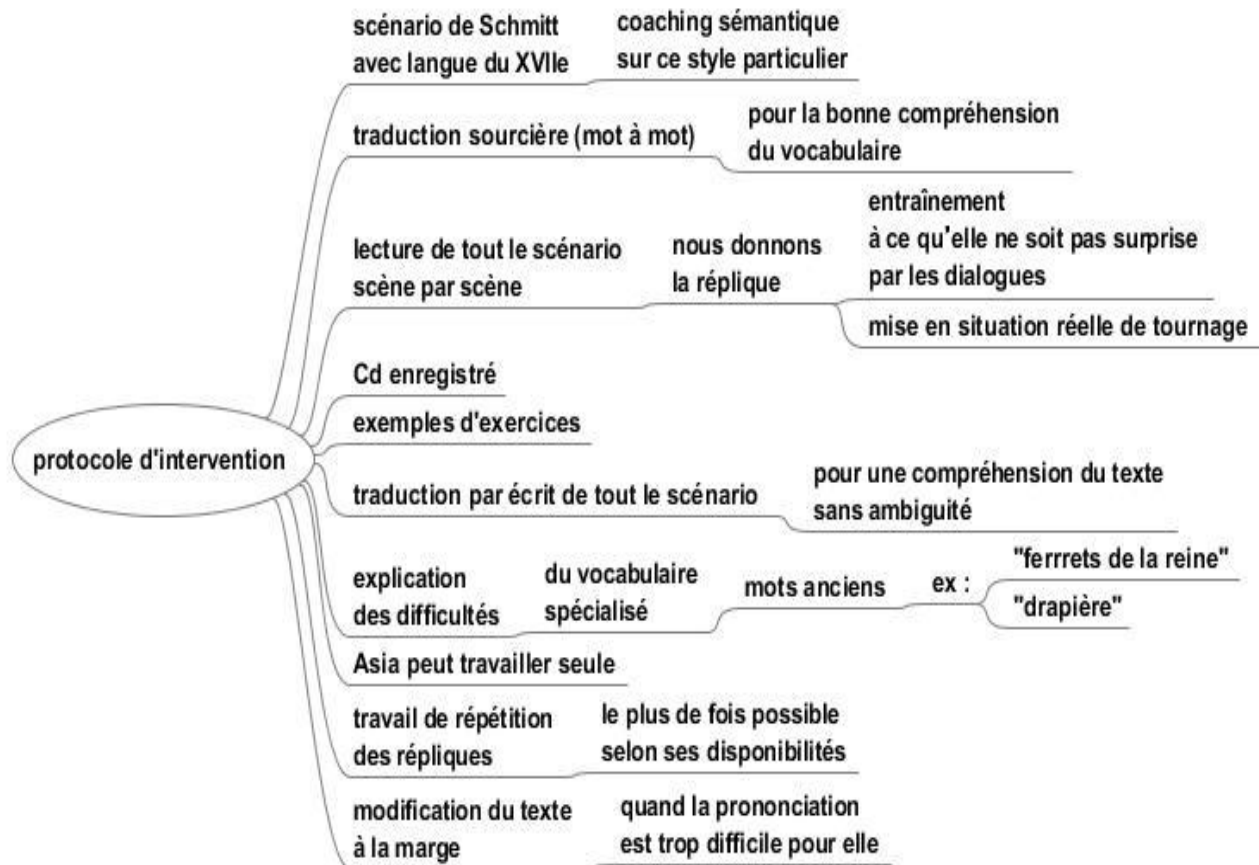 scénario de Schmitt
avec langue du XVIIe
coaching sémantique
sur ce style particulier
traduction sourcière (mot à mot)
pour la bonne compréhension
du vocabulaire
lecture de tout le scénario
scène par scène
nous donnons
la réplique
entraînement
à ce qu'elle ne soit pas surprise
par les dialogues
mise en situation réelle de tournage
Cd enregistré
exemples d'exercices
protocole d'intervention
traduction par écrit de tout le scénario
pour une compréhension du texte
sans ambiguité
explication
des difficultés
du vocabulaire
spécialisé
mots anciens
ex :
"ferrrets de la reine"
"drapière"
Asia peut travailler seule
travail de répétition
des répliques
le plus de fois possible
selon ses disponibilités
modification du texte
à la marge
quand la prononciation
est trop difficile pour elle